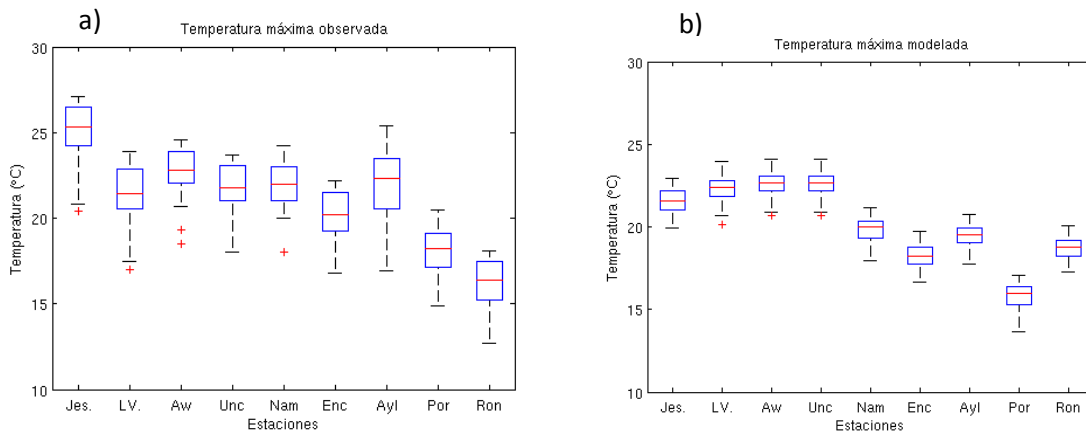 a)
Temperatura máxima observada
30
25
20
15
10
Temperatura (°C)
Jes. LV. Aw Unc Nam Enc Ayl Por Ron
Estaciones
b)
Temperatura máxima modelada
30
25
20
15
10
Temperatura (°C)
Jes. LV. Aw Unc Nam Enc Ayl Por Ron
Estaciones